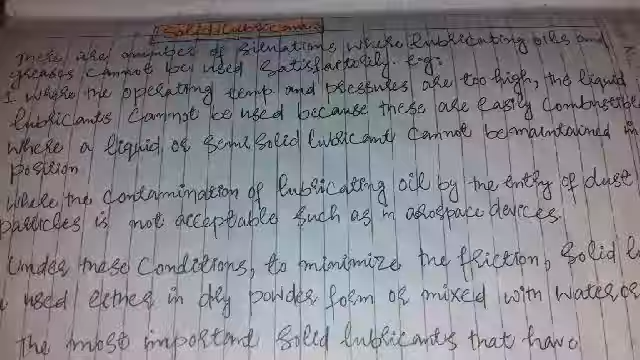 Solid Lubricants
There are number of situations where lubricating oils and
greases cannot be used satisfactorily. e.g:
I where the operating temp and pressures are too high, the liquid
lubricants cannot be used because these are easily combustible
where a liquid or semi solid lubricant cannot be maintained in
position
where the contamination of lubricating oil by the entry of dust
particles is not acceptable such as in aerospace devices.
Under these conditions, to minimize the friction, solid
used either in dry powder form or mixed with water or
the most important solid lubricants that have